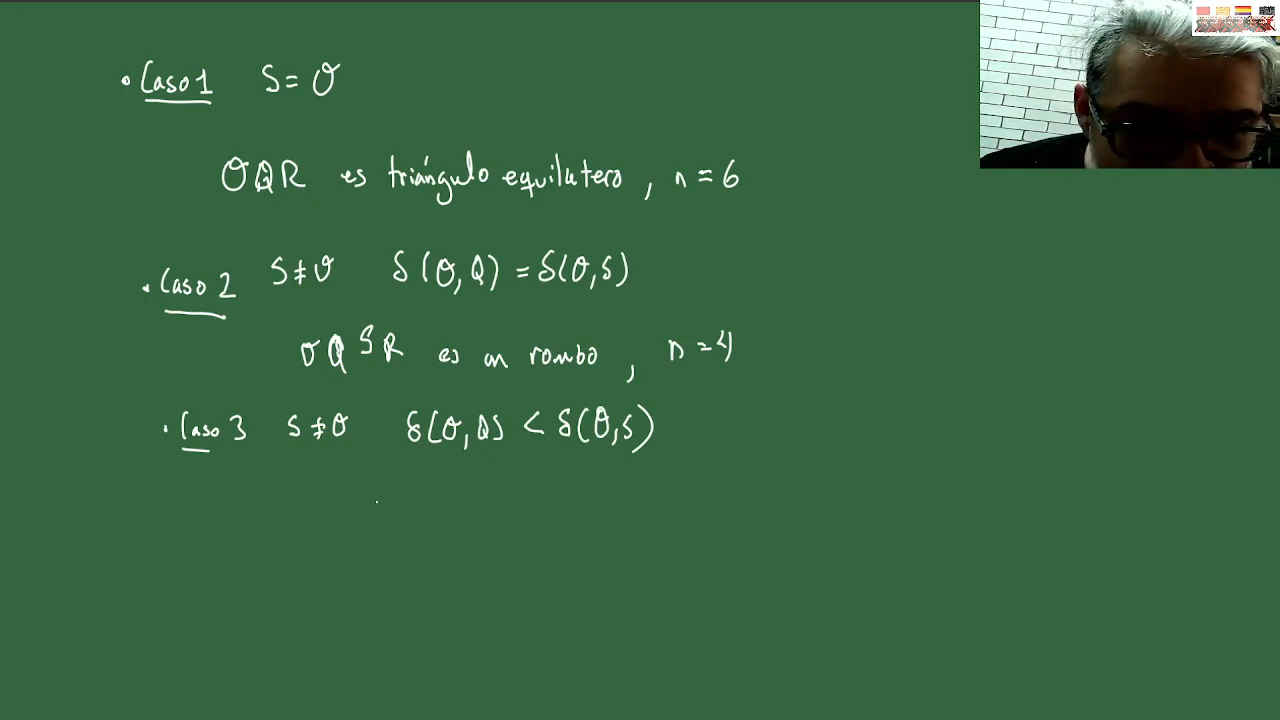 • Caso 1 S = O
OQR es triángulo equilatero, n = 6
• Caso 2 S ≠ O δ(O, Q) = δ(O, S)
OQSR es un rombo, n = 4
• Caso 3 S ≠ O δ(O, Q) < δ(O, S)